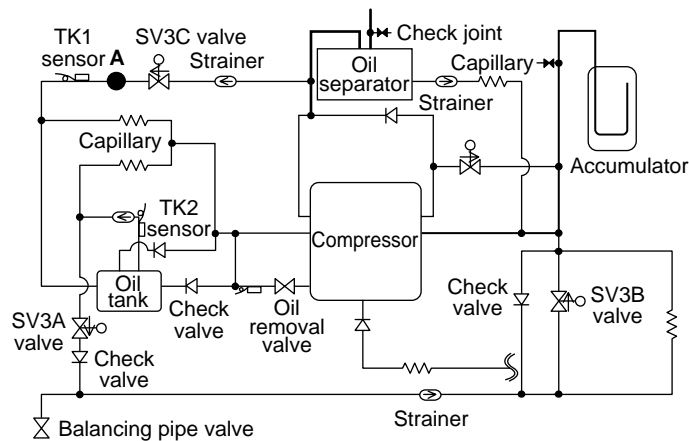 TK1
sensor
A
SV3C valve
Strainer
Check joint
Oil
separator
Capillary
Strainer
Accumulator
Capillary
TK2
sensor
Compressor
Oil
tank
Check
valve
Oil
removal
valve
Check
valve
SV3B
valve
SV3A
valve
Check
valve
Strainer
Balancing pipe valve